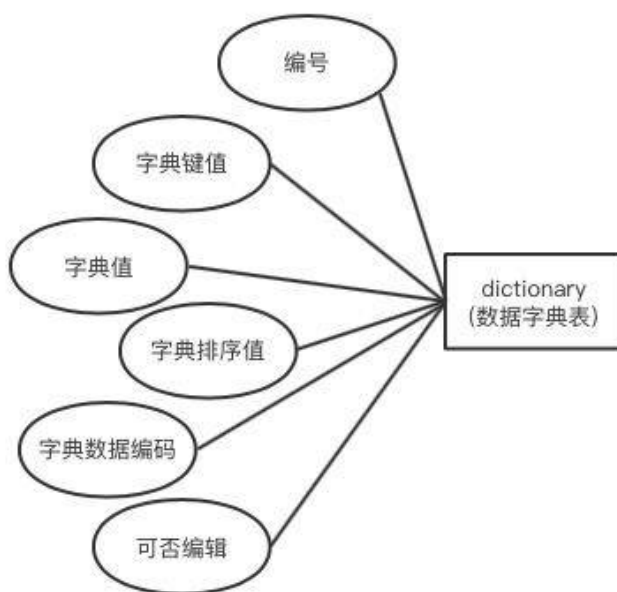 编号
字典键值
字典值
dictionary
(数据字典表)
字典排序值
字典数据编码
可否编辑